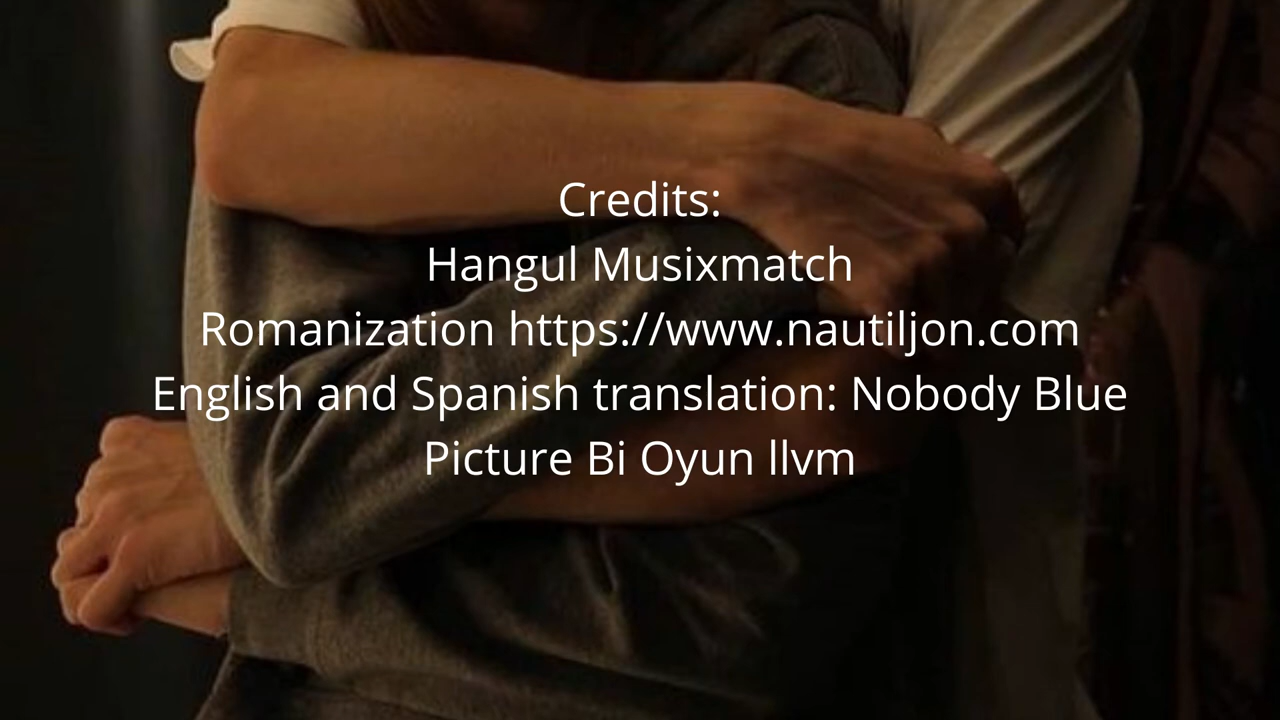 Credits:
Hangul Musixmatch
Romanization https://www.nautiljon.com
English and Spanish translation: Nobody Blue
Picture Bi Oyun llvm